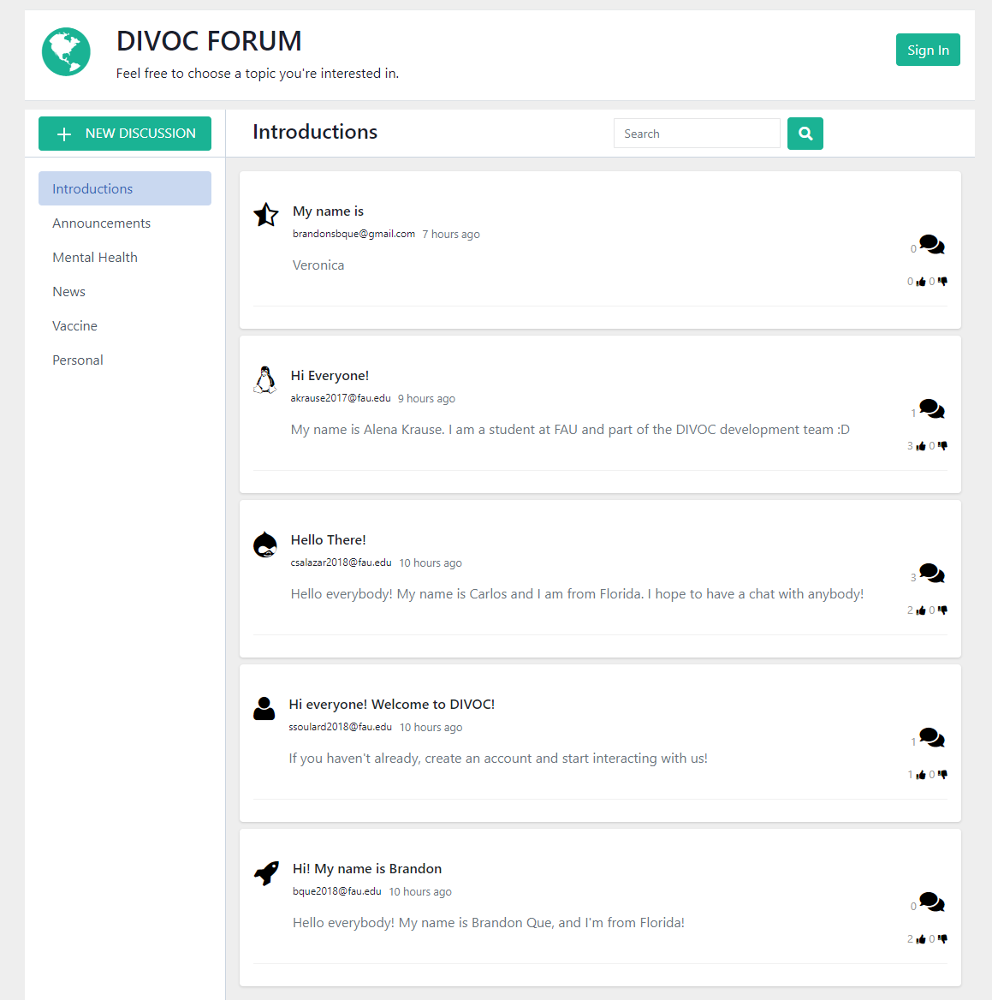 DIVOC FORUM
Feel free to choose a topic you're interested in.
Sign In
NEW DISCUSSION
Introductions
Search
Introductions
Announcements
Mental Health
News
Vaccine
Personal
My name is
brandonsbque@gmail.com 7 hours ago
Veronica
0
0 0
Hi Everyone!
akrause2017@fau.edu 9 hours ago
My name is Alena Krause. I am a student at FAU and part of the DIVOC development team :D
1
3 0
Hello There!
csalazar2018@fau.edu 10 hours ago
Hello everybody! My name is Carlos and I am from Florida. I hope to have a chat with anybody!
3
2 0
Hi everyone! Welcome to DIVOC!
ssoulard2018@fau.edu 10 hours ago
If you haven't already, create an account and start interacting with us!
1
1 0
Hi! My name is Brandon
bque2018@fau.edu 10 hours ago
Hello everybody! My name is Brandon Que, and I'm from Florida!
0
2 0